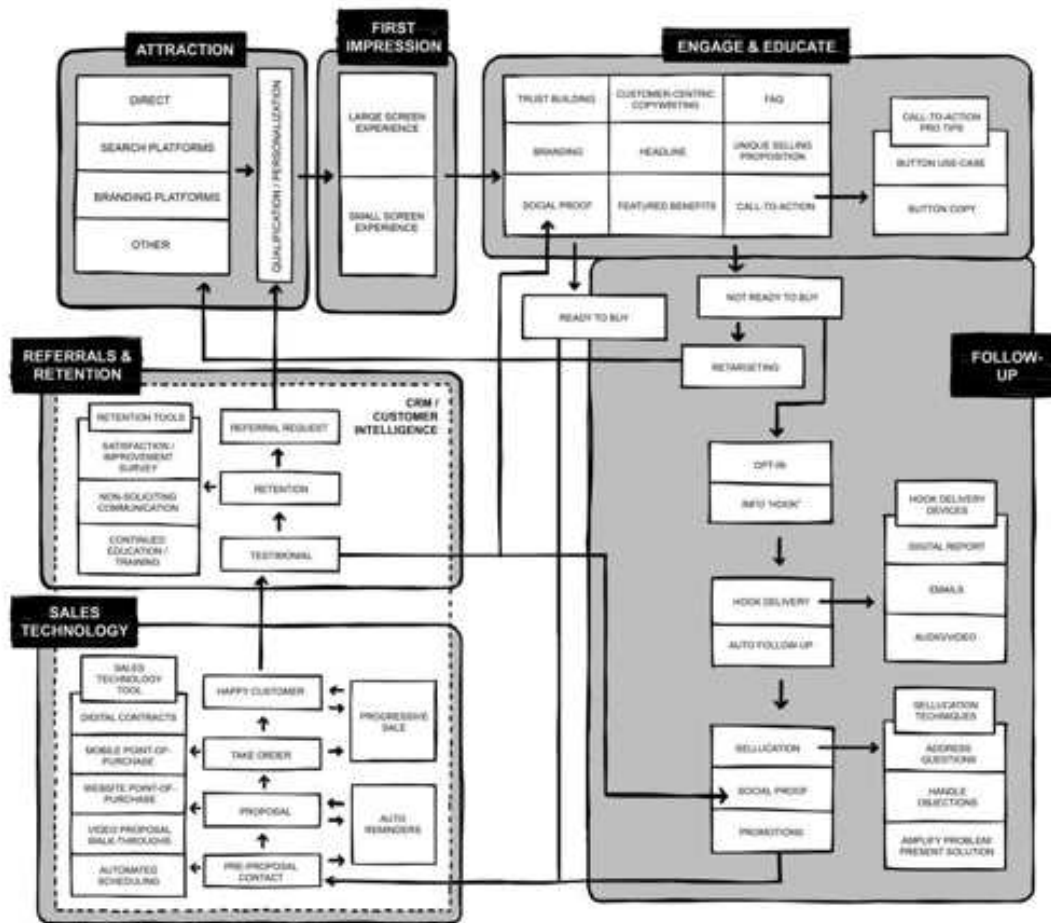 ATTRACTION
DIRECT
SEARCH PLATFORMS
BRANDING PLATFORMS
OTHER
QUALIFICATION / PERSONALIZATION
FIRST
IMPRESSION
LARGE SCREEN
EXPERIENCE
SMALL SCREEN
EXPERIENCE
ENGAGE & EDUCATE
TRUST BUILDING
CUSTOMER-CENTRIC
COPYWRITING
FAQ
BRANDING
HEADLINE
UNIQUE SELLING
PROPOSITION
SOCIAL PROOF
FEATURED BENEFITS
CALL-TO-ACTION
CALL-TO-ACTION
PRO TIPS
BUTTON USE-CASE
BUTTON COPY
READY TO BUY
NOT READY TO BUY
RETARGETING
FOLLOW-
UP
OPT-IN
INFO "HOOK"
HOOK DELIVERY
AUTO FOLLOW-UP
HOOK DELIVERY
DEVICES
DIGITAL REPORT
EMAILS
AUDIO/VIDEO
SELLUCATION
SOCIAL PROOF
PROMOTIONS
SELLUCATION
TECHNIQUES
ADDRESS
QUESTIONS
HANDLE
OBJECTIONS
AMPLIFY PROBLEM/
PRESENT SOLUTION
REFERRALS &
RETENTION
CRM /
CUSTOMER
INTELLIGENCE
RETENTION TOOLS
SATISFACTION /
IMPROVEMENT
SURVEY
NON-SOLICITING
COMMUNICATION
CONTINUED
EDUCATION /
TRAINING
REFERRAL REQUEST
RETENTION
TESTIMONIAL
SALES
TECHNOLOGY
SALES
TECHNOLOGY
TOOL
DIGITAL CONTRACTS
MOBILE POINT-OF-
PURCHASE
WEBSITE POINT-OF-
PURCHASE
VIDEO PROPOSAL
WALK-THROUGHS
AUTOMATED
SCHEDULING
HAPPY CUSTOMER
TAKE ORDER
PROPOSAL
PRE-PROPOSAL
CONTACT
PROGRESSIVE
SALE
AUTO
REMINDERS